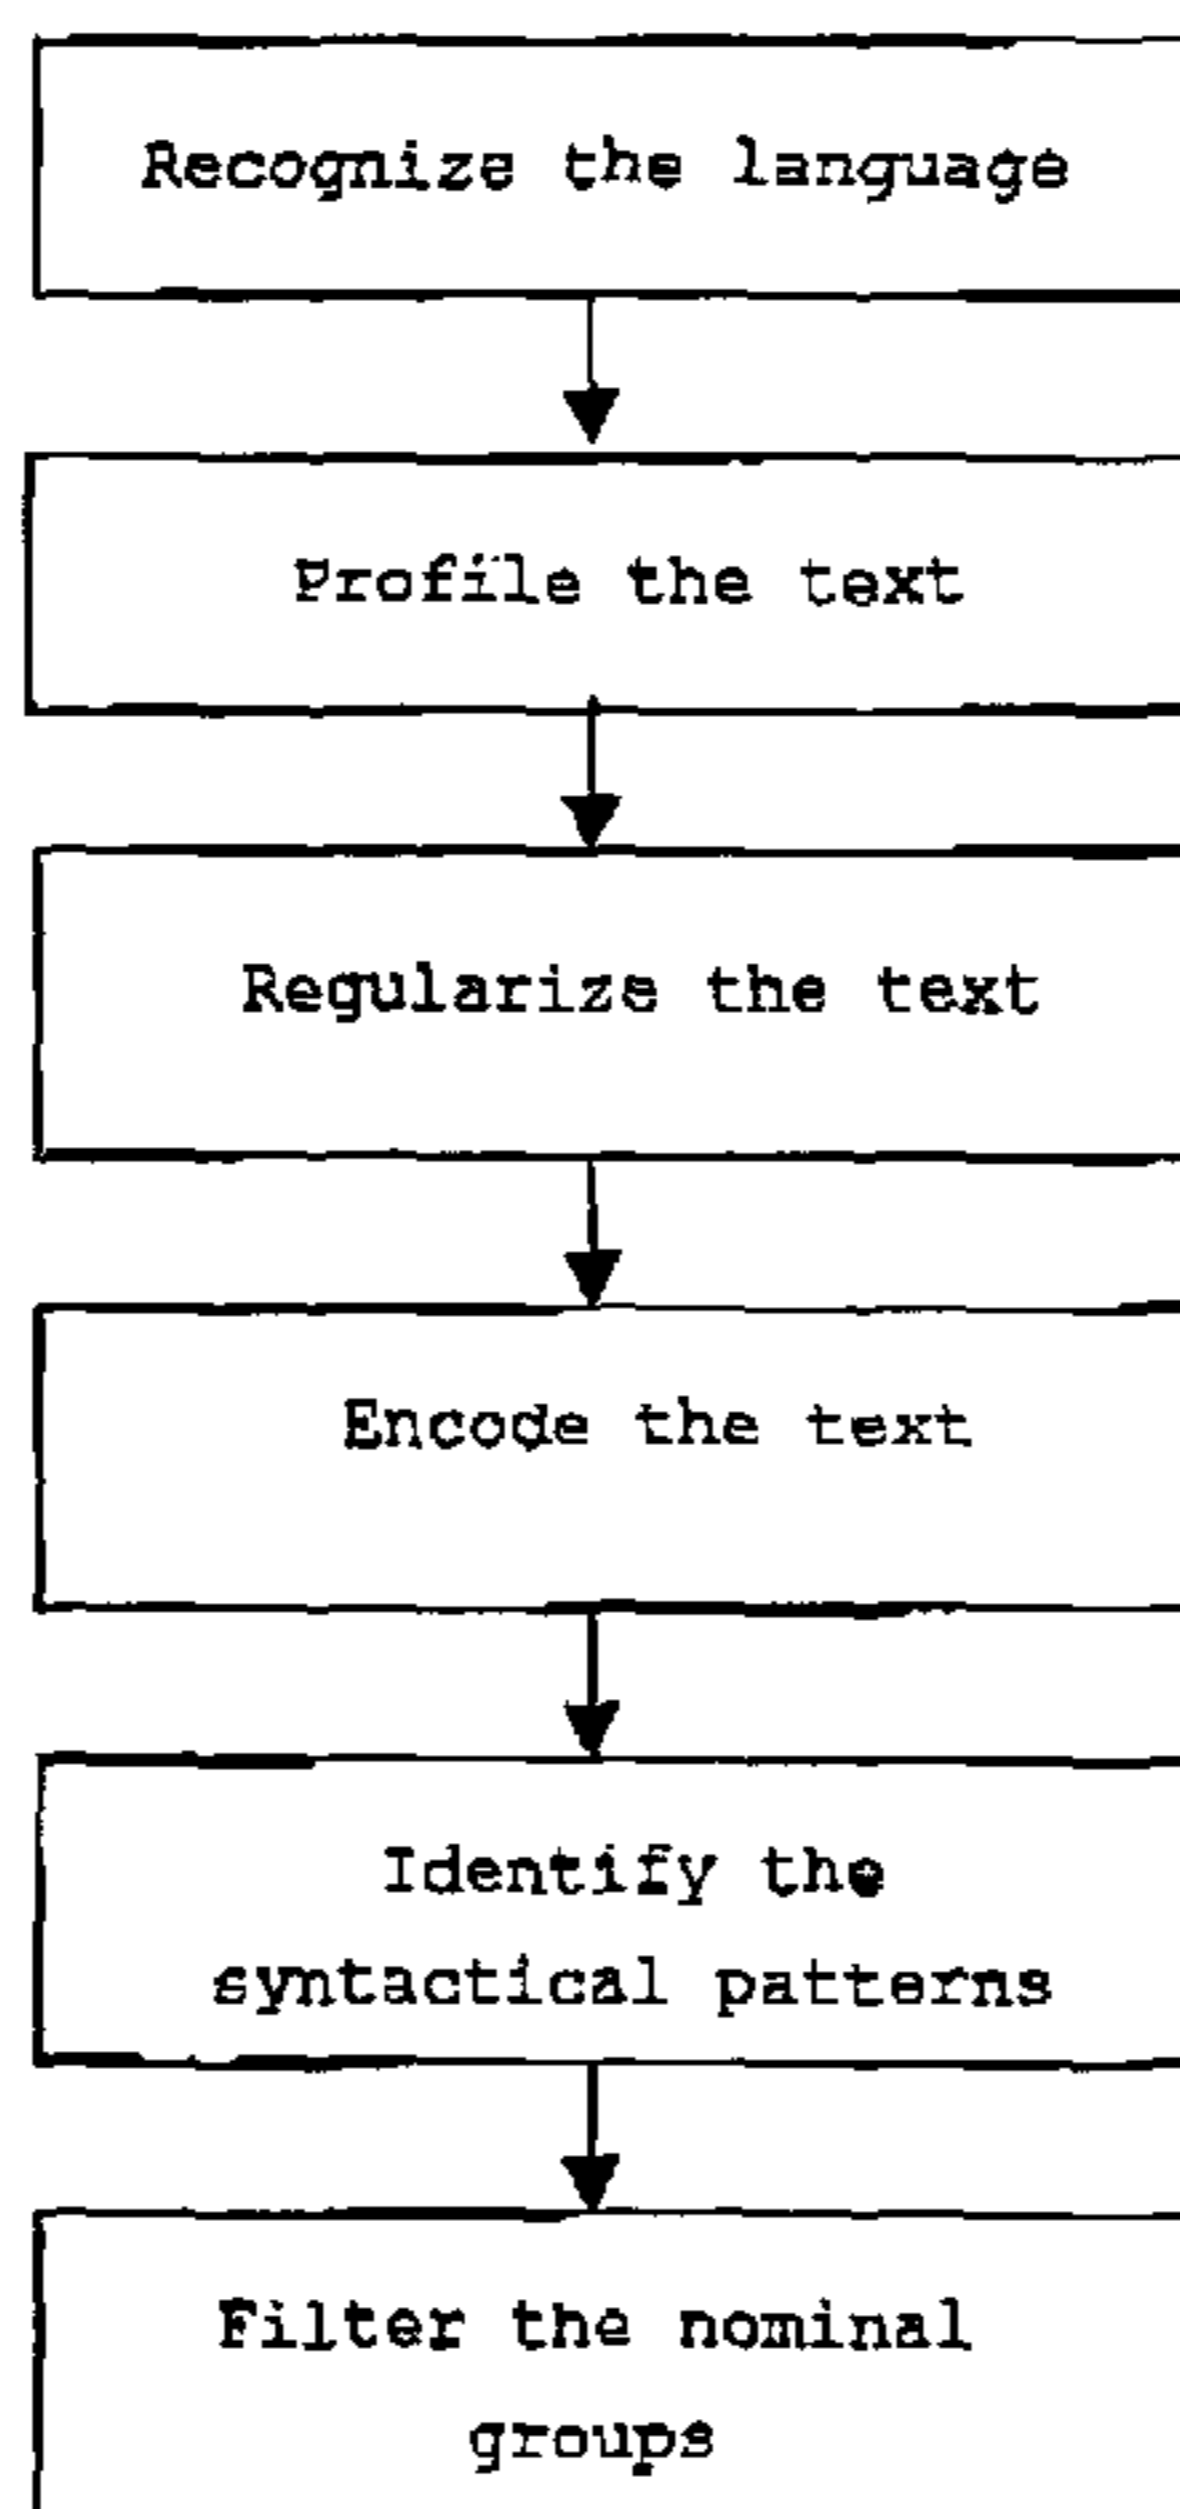 Recognize the language
Profile the text
Regularize the text
Encode the text
Identify the
syntactical patterns
Filter the nominal
groups